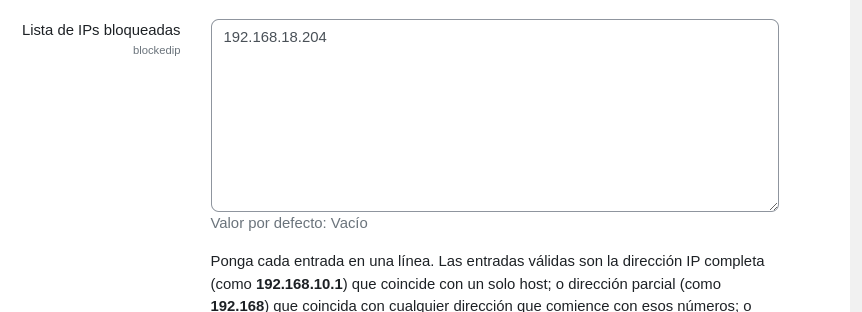 Lista de IPs bloqueadas
blockedip
192.168.18.204
Valor por defecto: Vacío
Ponga cada entrada en una línea. Las entradas válidas son la dirección IP completa
(como 192.168.10.1) que coincide con un solo host; o dirección parcial (como
192.168) que coincida con cualquier dirección que comience con esos números; o